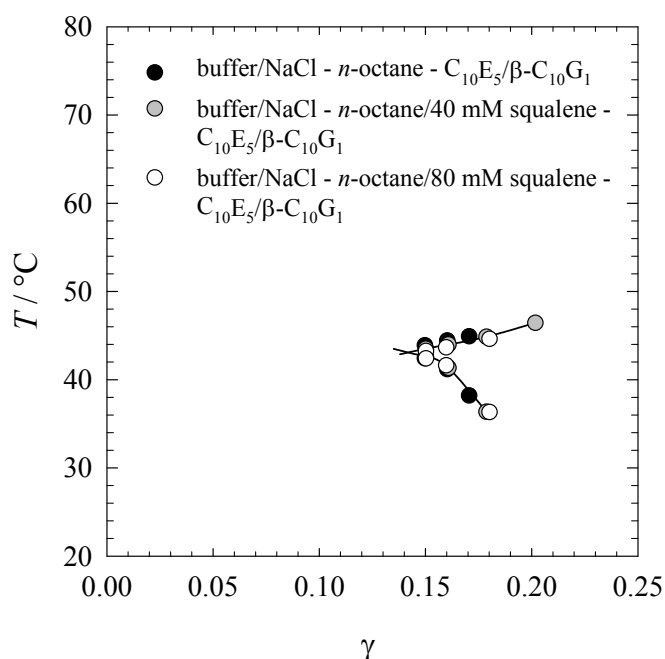 80
buffer/NaCl - n-octane - C₁₀E₅/β-C₁₀G₁
buffer/NaCl - n-octane/40 mM squalene -
C₁₀E₅/β-C₁₀G₁
buffer/NaCl - n-octane/80 mM squalene -
C₁₀E₅/β-C₁₀G₁
70
60
50
40
30
20
T / °C
0.00 0.05 0.10 0.15 0.20 0.25
γ